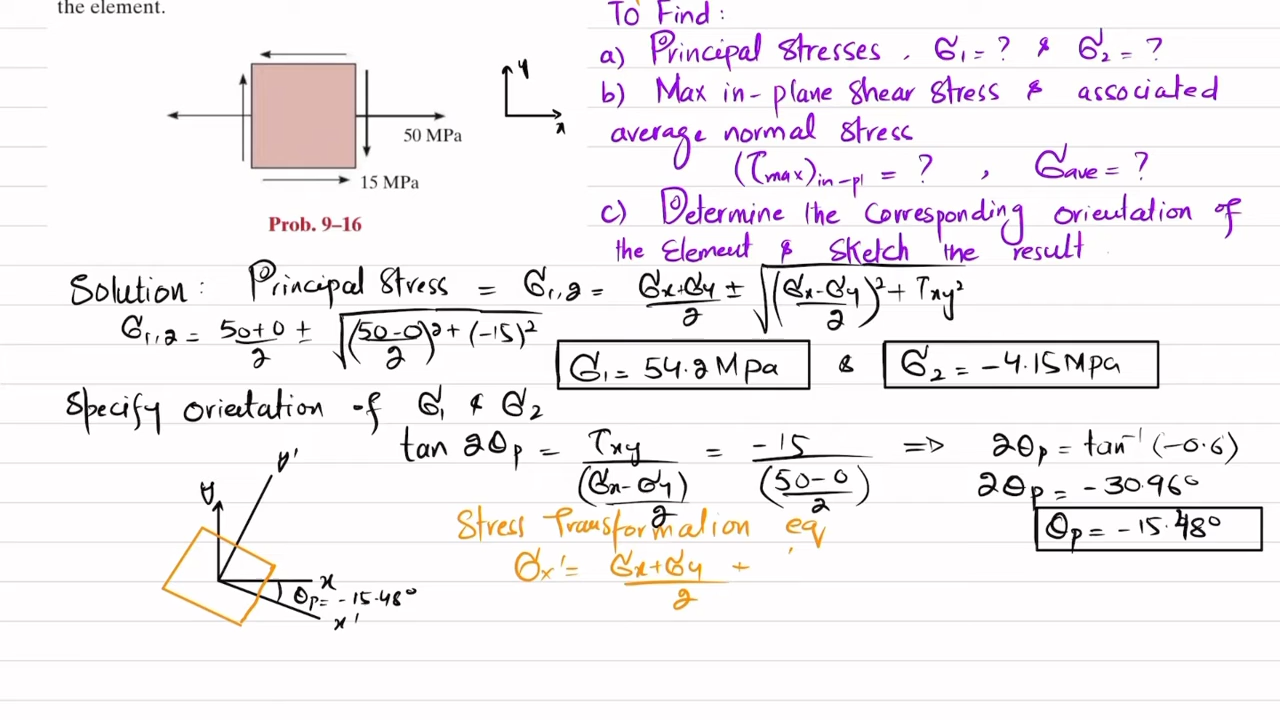 the element.
50 MPa
15 MPa
y
x
Prob. 9–16
To Find :
a) Principal Stresses , σ₁ = ? & σ₂ = ?
b) Max in-plane Shear Stress & associated
average normal stress
(τmax)in-pl = ? , σave = ?
c) Determine the corresponding orientation of
the Element & Sketch the result
Solution : Principal Stress = σ₁,₂ = (σx+σy)/2 ± √((σx-σy)/2)² + τxy²
σ₁,₂ = (50+0)/2 ± √((50-0)/2)² + (-15)²
σ₁ = 54.2 MPa & σ₂ = -4.15 MPa
Specify orientation of σ₁ & σ₂
tan 2θp = τxy/((σx-σy)/2) = -15/((50-0)/2) => 2θp = tan⁻¹ (-0.6)
2θp = -30.96°
θp = -15.48°
y
y'
x
θp = -15.48°
x'
Stress Transformation eq
σx' = (σx+σy)/2 +